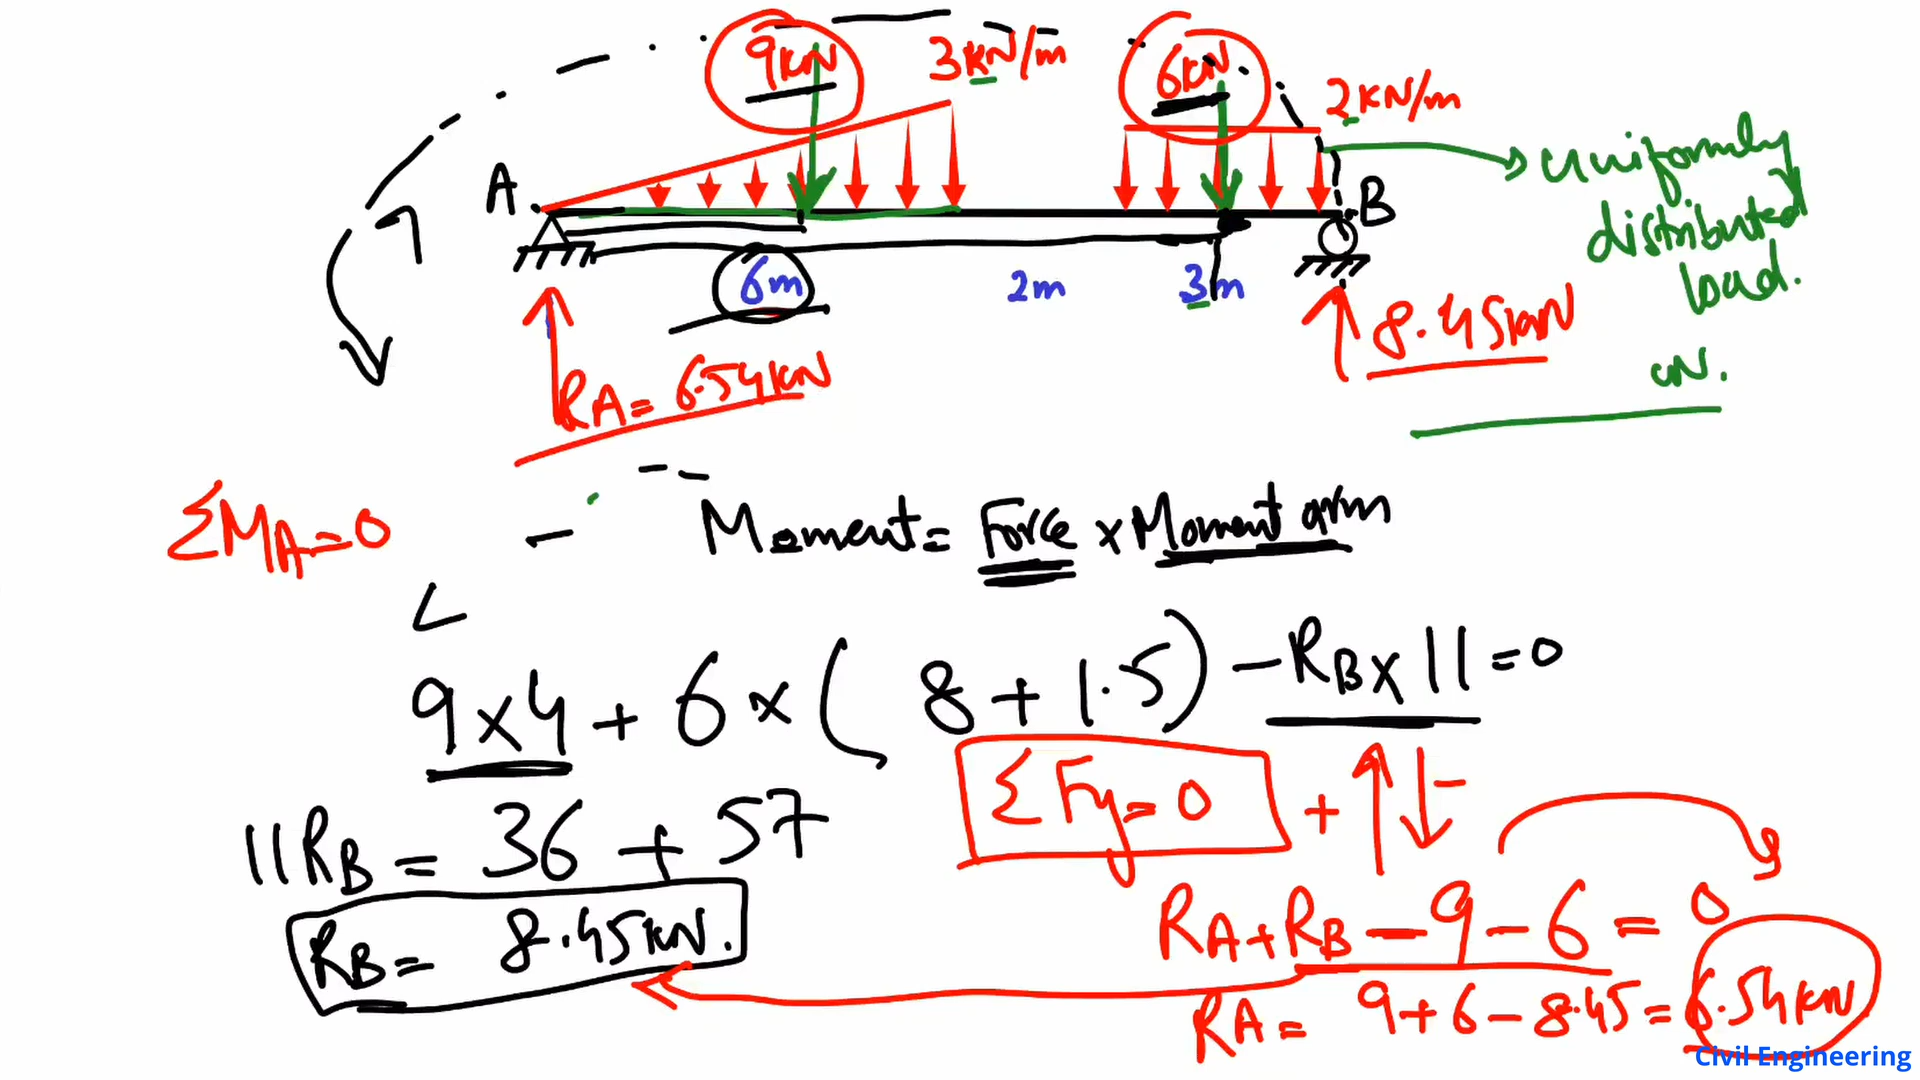 9kN
3kN/m
6kN
2KN/m
A
B
uniformly
distributed
load.
6m
2m
3m
8.45kN
RA= 6.54kN
ΣMA=0
Moment= Force x Moment arm
9x4 + 6x( 8+1.5) -RBx11=0
ΣFy=0 + -
11RB= 36 + 57
RB= 8.45kN.
RA+RB-9-6=0
RA= 9+6-8.45=6.54kN
Civil Engineering